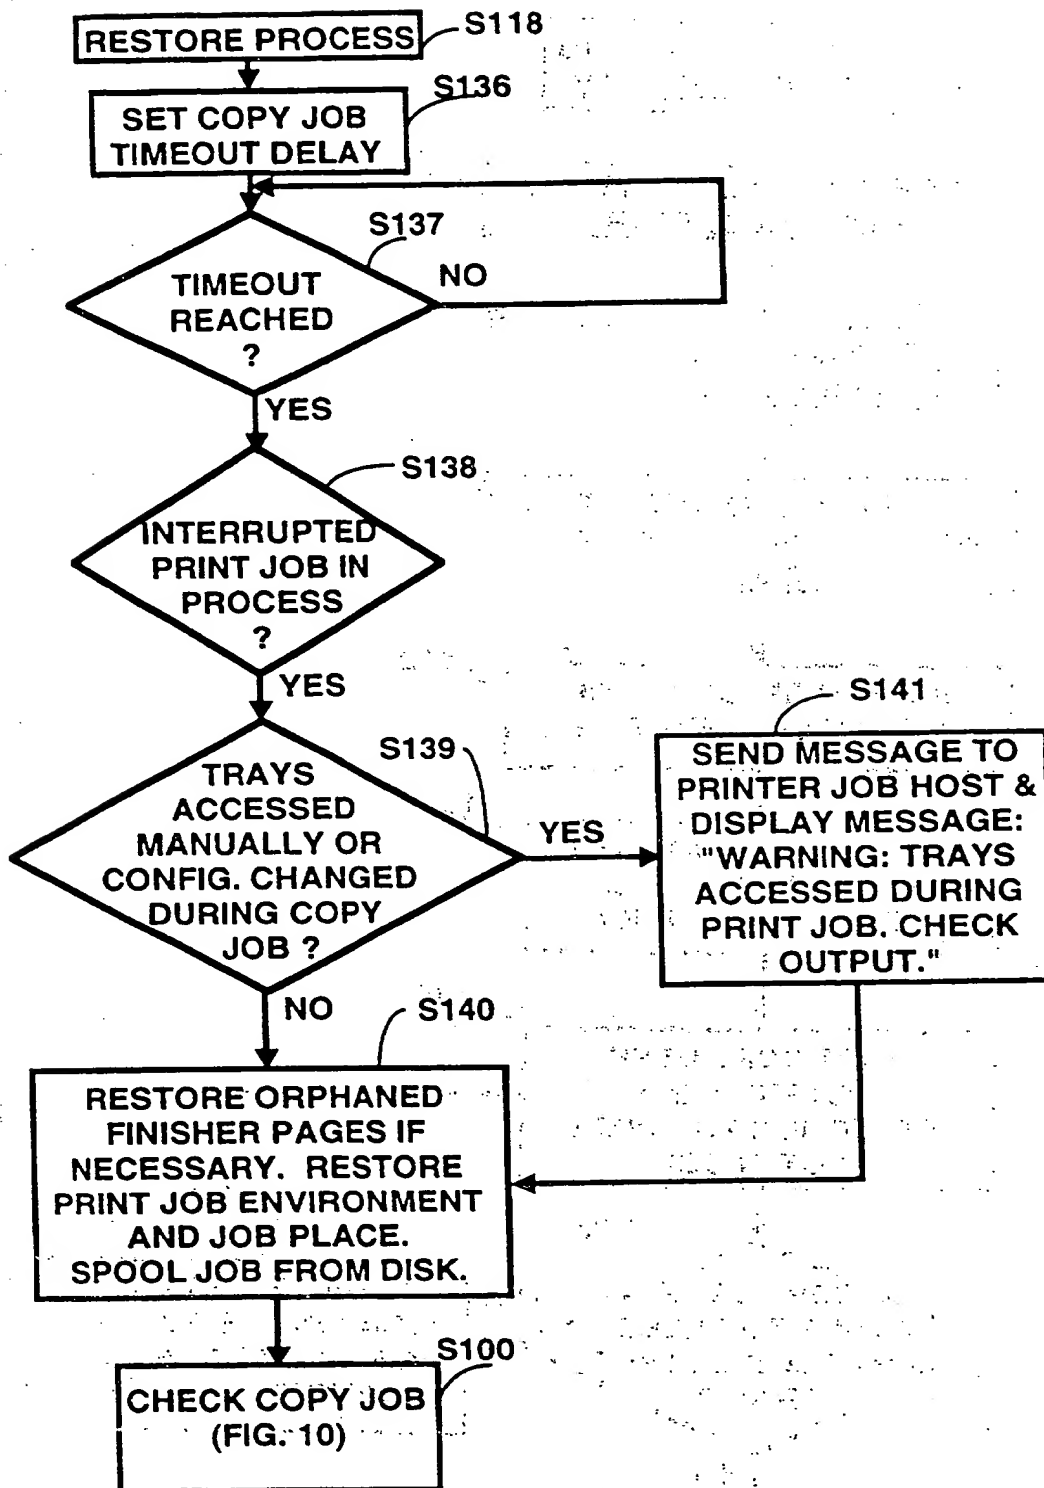 RESTORE PROCESS
S118
S136
SET COPY JOB
TIMEOUT DELAY
S137
TIMEOUT
REACHED
?
NO
YES
S138
INTERRUPTED
PRINT JOB IN
PROCESS
?
YES
S139
TRAYS
ACCESSED
MANUALLY OR
CONFIG. CHANGED
DURING COPY
JOB ?
YES
S141
SEND MESSAGE TO
PRINTER JOB HOST &
DISPLAY MESSAGE:
"WARNING: TRAYS
ACCESSED DURING
PRINT JOB. CHECK
OUTPUT."
NO
S140
RESTORE ORPHANED
FINISHER PAGES IF
NECESSARY. RESTORE
PRINT JOB ENVIRONMENT
AND JOB PLACE.
SPOOL JOB FROM DISK.
S100
CHECK COPY JOB
(FIG. 10)